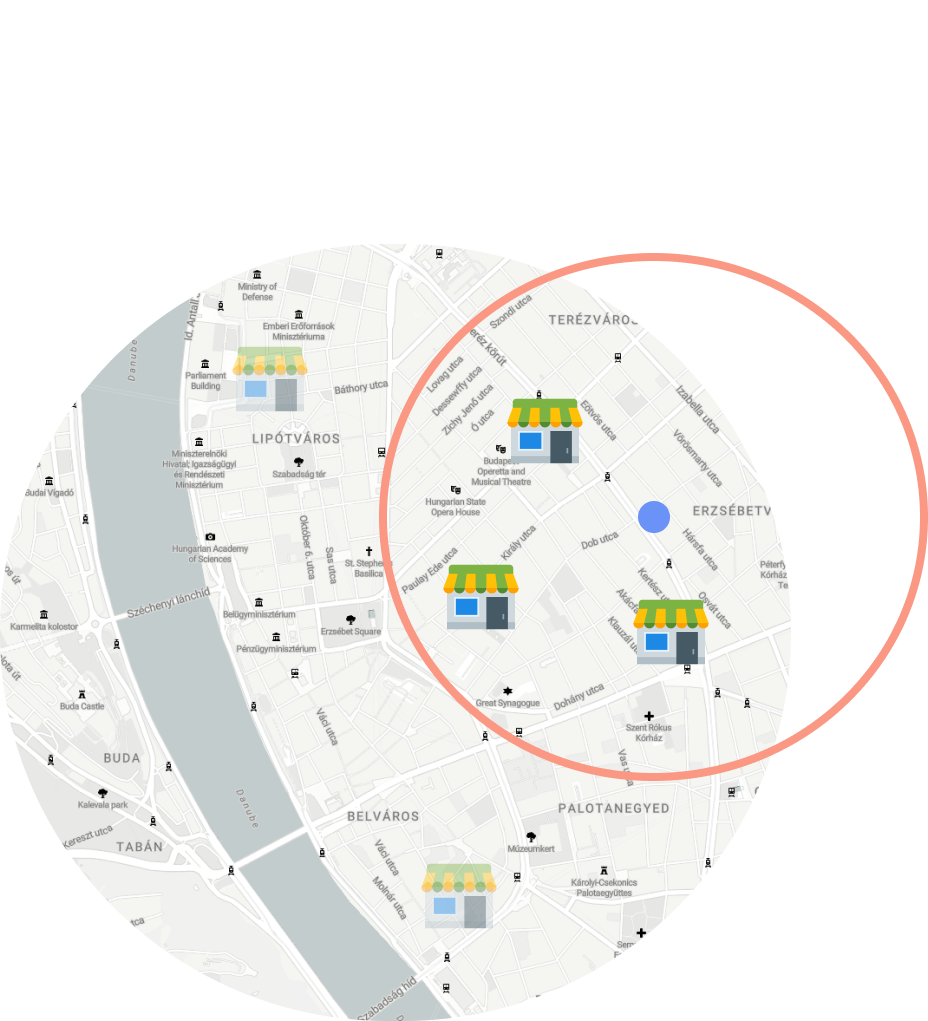 Ministry of
Defense
Szondi utca
Id. Antall J
TERÉZVÁROS
Emberi Erőforrások
Minisztériuma
Teréz körút
Danube
Parliament
Building
Báthory utca
Lovag utca
Dessewffy utca
Zichy Jenő utca
Ó utca
Izabella utca
Eötvös utca
LIPÓTVÁROS
Vörösmarty utca
Miniszterelnöki
Hivatal; Igazságügyi
és Rendészeti
Minisztérium
Szabadság tér
Budapest
Operetta and
Musical Theatre
Budai Vigadó
Hungarian State
Opera House
ERZSÉBETV
Október 6. utca
Király utca
Dob utca
Hársfa utca
Hungarian Academy
of Sciences
Sas utca
St. Stephen
Basilica
Paulay Ede utca
Péterfy
Kórház
Te
Kertész u
Akácfa
Osvát utca
Széchenyi lánchíd
Belügyminisztérium
Karmelita kolostor
Erzsébet Square
Klauzál ut
Pénzügyminisztérium
Buda Castle
Great Synagogue
Dohány utca
Váci utca
Szent Rókus
Kórház
BUDA
Vas u
Kalevala park
Danube
BELVÁROS
PALOTANEGYED
Kereszt utca
TABÁN
Múzeumkert
Váci utca
Molnár utca
Károlyi-Csekonics
Palotaegyüttes
utca
Sem
Szabadság híd